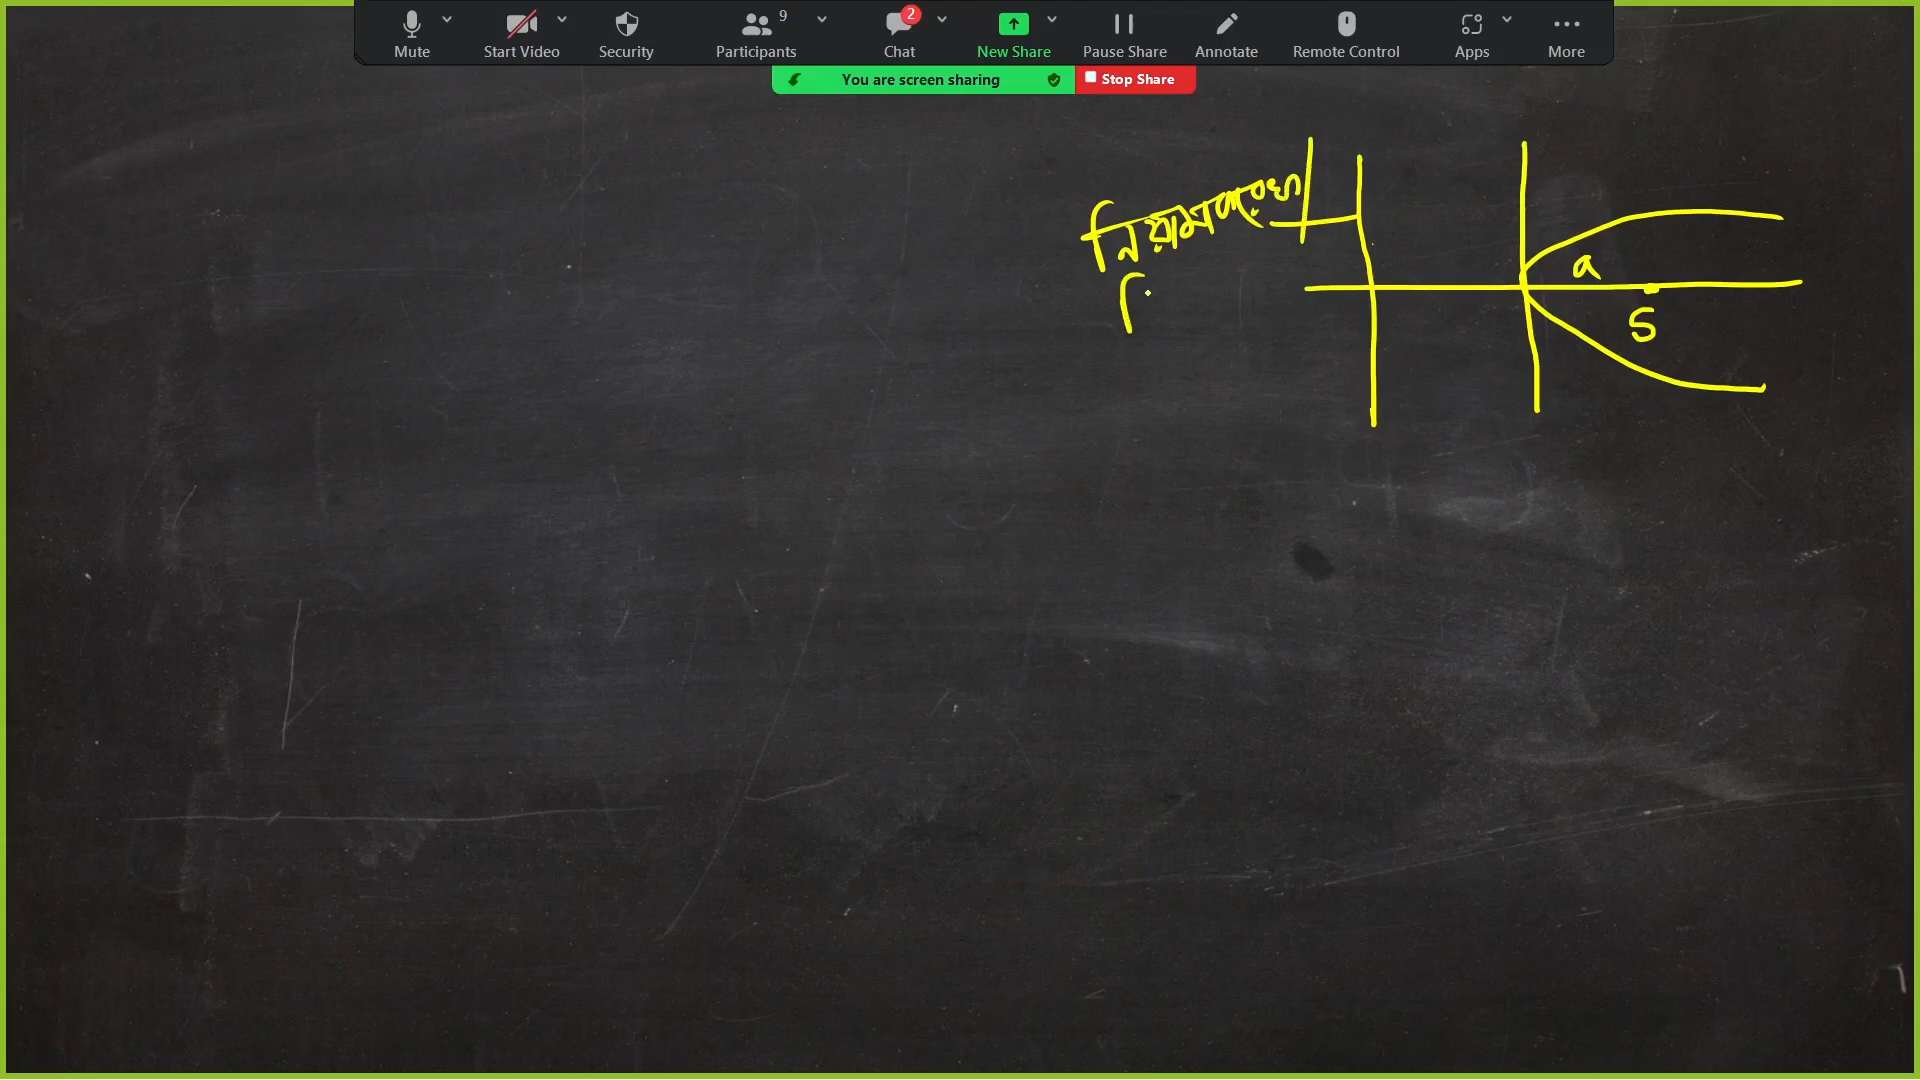 9
2
Mute
Start Video
Security
Participants
Chat
New Share
Pause Share
Annotate
Remote Control
Apps
More
You are screen sharing
Stop Share
নিয়ামকরেখা
a
S